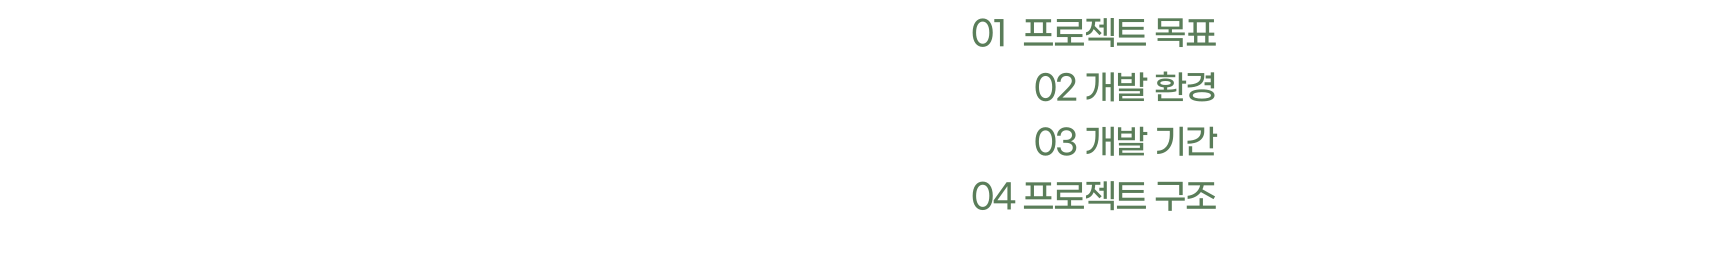 01 프로젝트 목표
02 개발 환경
03 개발 기간
04 프로젝트 구조